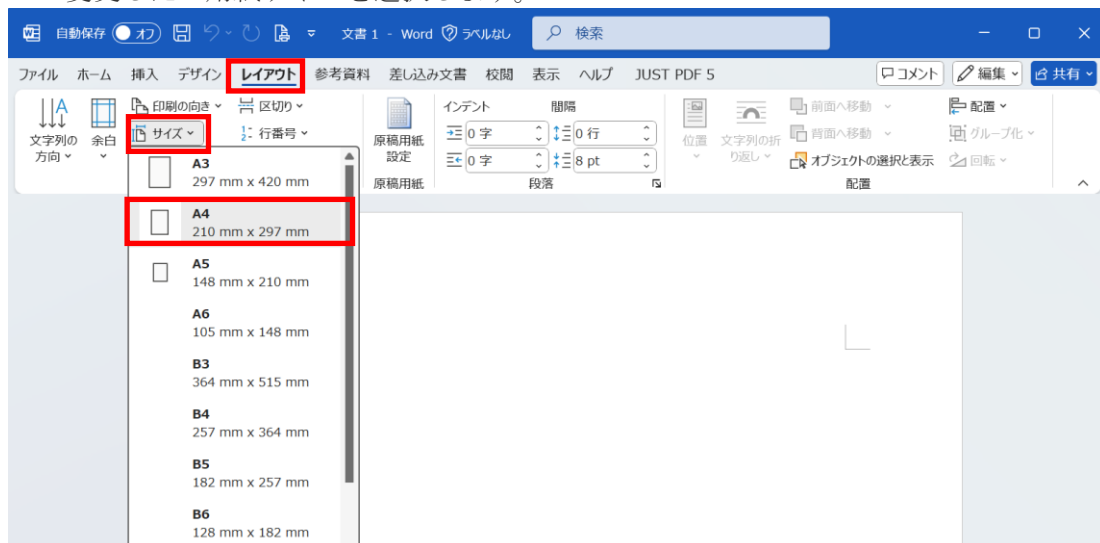 自動保存 オフ 文書 1 - Word ラベルなし 検索
ファイル ホーム 挿入 デザイン レイアウト 参考資料 差し込み文書 校閲 表示 ヘルプ JUST PDF 5 コメント 編集 共有
文字列の方向
余白
印刷の向き
サイズ
区切り
行番号
原稿用紙設定
原稿用紙
インデント 間隔
0 字 0 行
0 字 8 pt
段落
位置
文字列の折り返し
前面へ移動
背面へ移動
オブジェクトの選択と表示
配置
グループ化
回転
配置
A3
297 mm x 420 mm
A4
210 mm x 297 mm
A5
148 mm x 210 mm
A6
105 mm x 148 mm
B3
364 mm x 515 mm
B4
257 mm x 364 mm
B5
182 mm x 257 mm
B6
128 mm x 182 mm